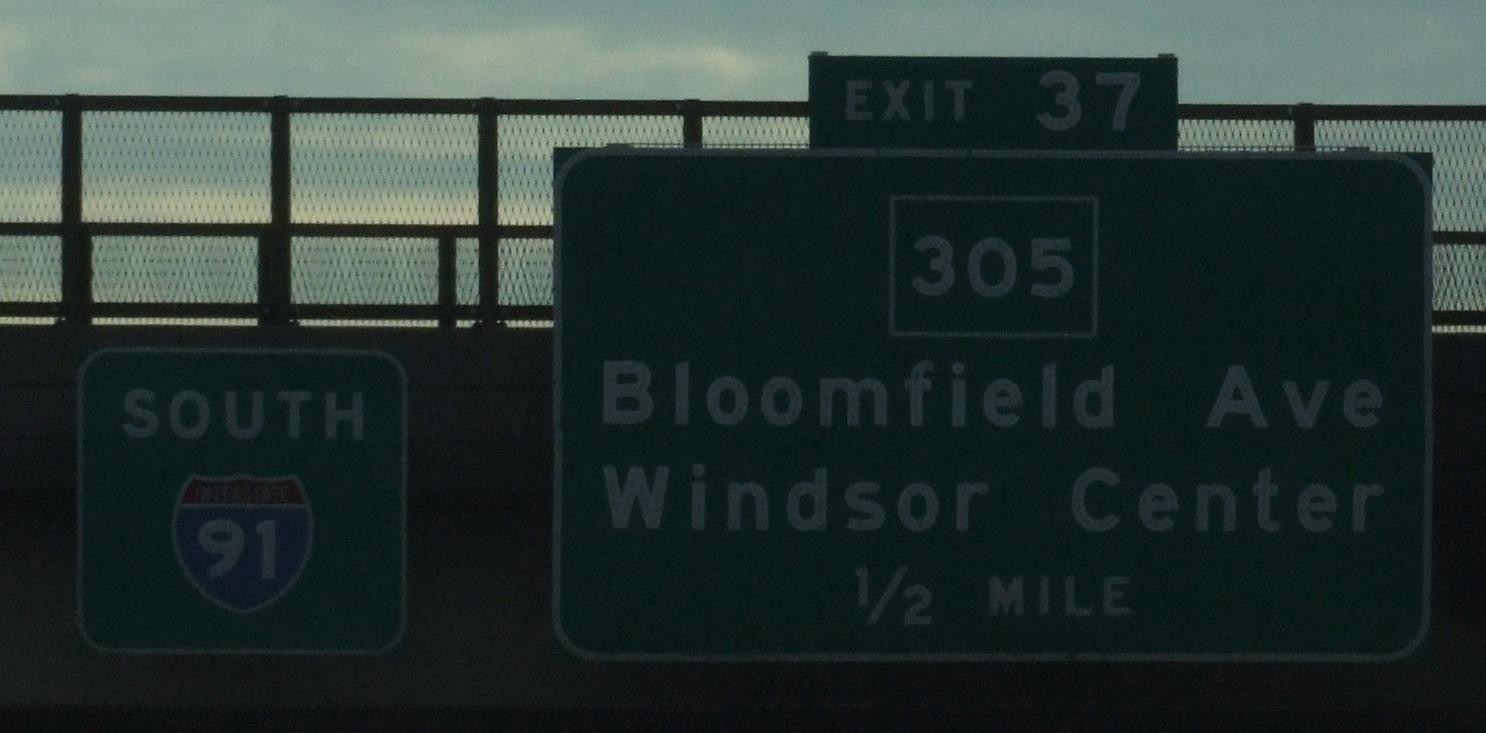 SOUTH
INTERSTATE
91
EXIT 37
305
Bloomfield Ave
Windsor Center
1/2 MILE